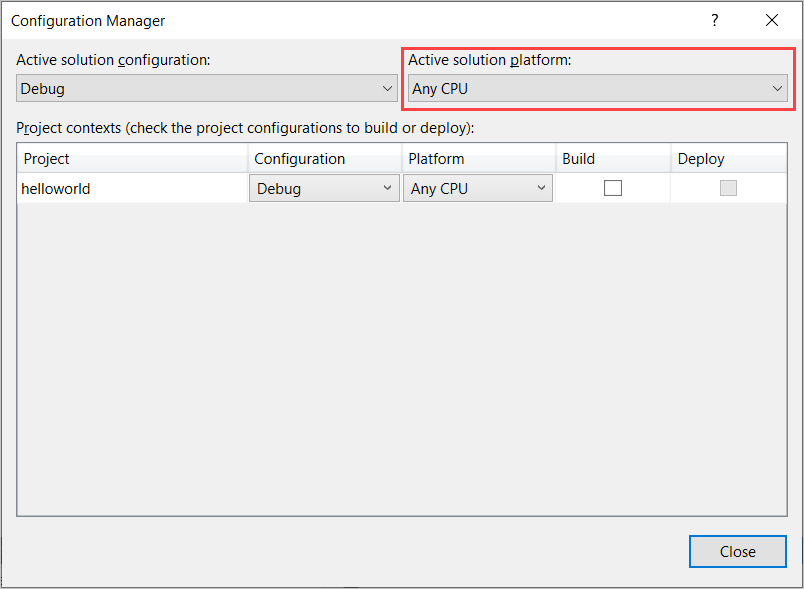 Configuration Manager ?
Active solution configuration: Active solution platform:
Debug Any CPU
Project contexts (check the project configurations to build or deploy):
Project Configuration Platform Build Deploy
helloworld Debug Any CPU
Close